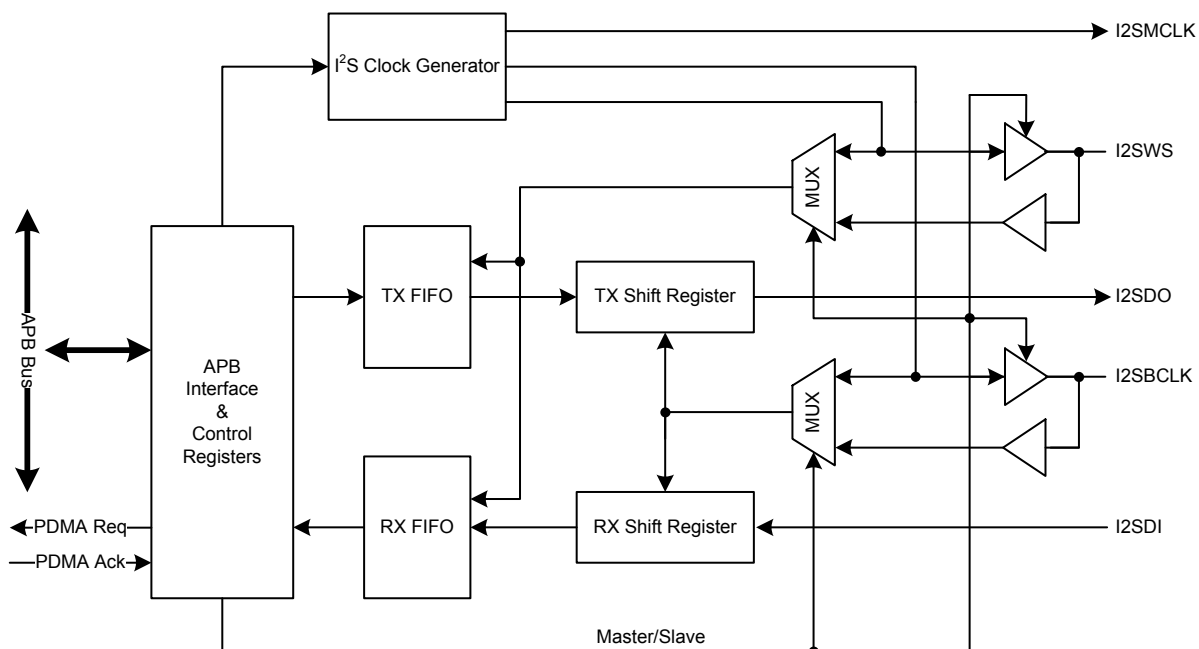 I2SMCLK
I²S Clock Generator
I2SWS
MUX
APB Bus
TX FIFO
TX Shift Register
I2SDO
APB
Interface
&
Control
Registers
MUX
I2SBCLK
PDMA Req
RX FIFO
RX Shift Register
I2SDI
PDMA Ack
Master/Slave